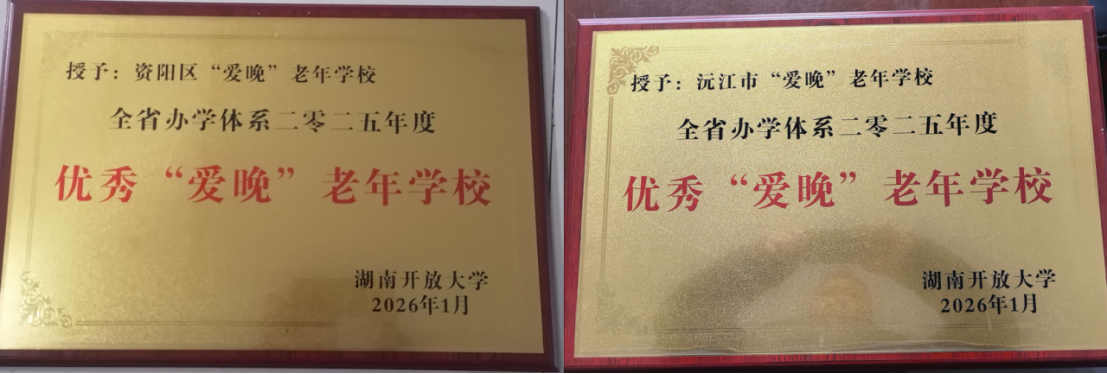 授予：资阳区“爱晚”老年学校
全省办学体系二零二五年度
优秀“爱晚”老年学校
湖南开放大学
2026年1月
授予：沅江市“爱晚”老年学校
全省办学体系二零二五年度
优秀“爱晚”老年学校
湖南开放大学
2026年1月